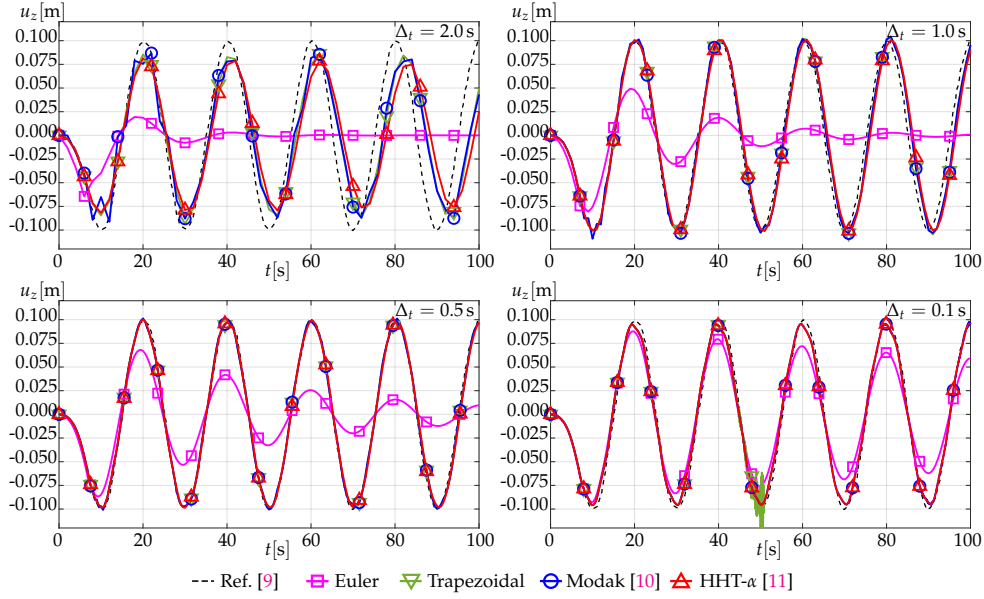 u_z [m]
Δ_t = 2.0 s
0.100
0.075
0.050
0.025
0.000
-0.025
-0.050
-0.075
-0.100
0 20 40 60 80 100
t [s]
u_z [m]
Δ_t = 1.0 s
0.100
0.075
0.050
0.025
0.000
-0.025
-0.050
-0.075
-0.100
0 20 40 60 80 100
t [s]
u_z [m]
Δ_t = 0.5 s
0.100
0.075
0.050
0.025
0.000
-0.025
-0.050
-0.075
-0.100
0 20 40 60 80 100
t [s]
u_z [m]
Δ_t = 0.1 s
0.100
0.075
0.050
0.025
0.000
-0.025
-0.050
-0.075
-0.100
0 20 40 60 80 100
t [s]
Ref. [9] Euler Trapezoidal Modak [10] HHT-α [11]